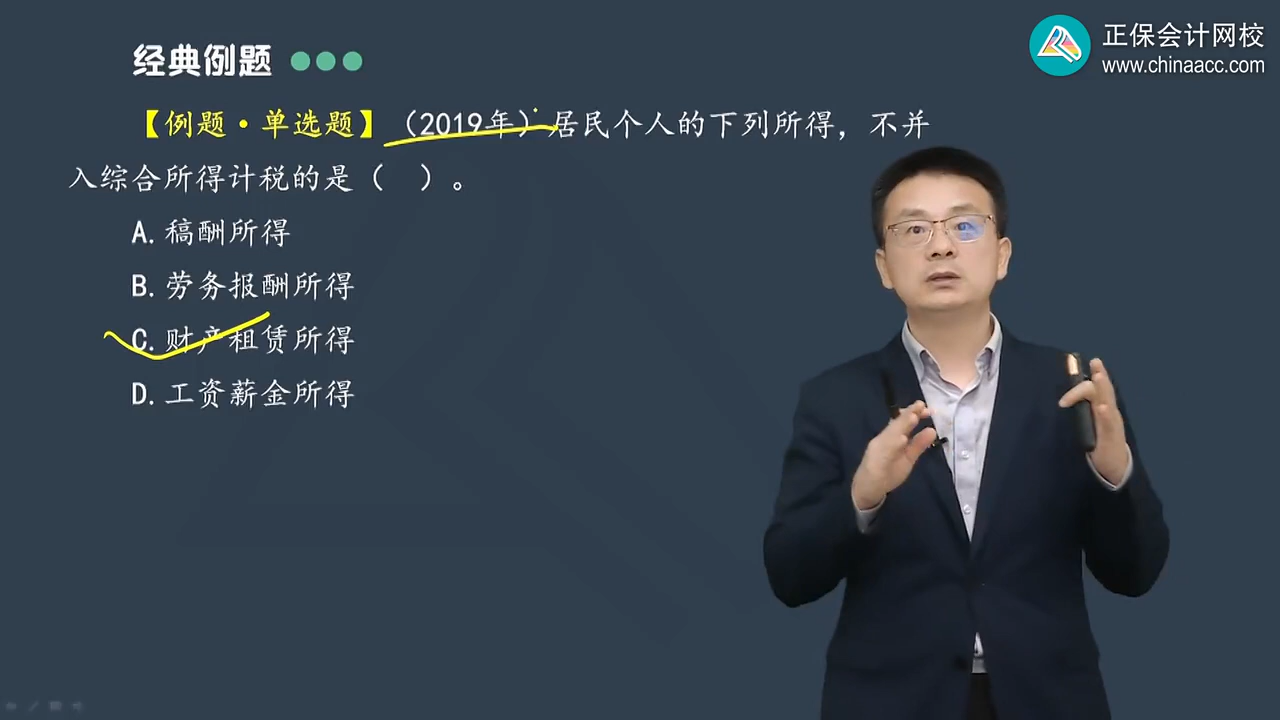 正保会计网校
www.chinaacc.com
经典例题
【例题·单选题】（2019年）居民个人的下列所得，不并
入综合所得计税的是（ ）。
A.稿酬所得
B.劳务报酬所得
C.财产租赁所得
D.工资薪金所得